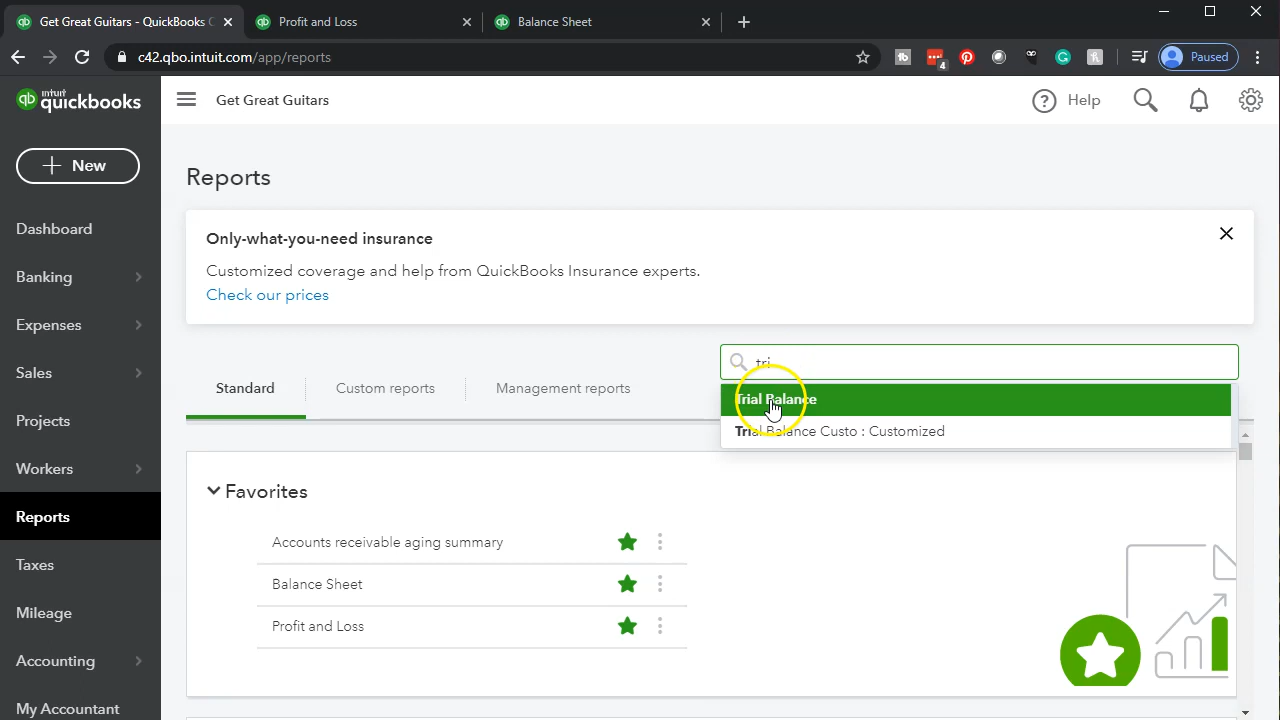 Get Great Guitars - QuickBooks
Profit and Loss
Balance Sheet
c42.qbo.intuit.com/app/reports
4
Paused
intuit
quickbooks
Get Great Guitars
Help
New
Reports
Dashboard
Only-what-you-need insurance
Customized coverage and help from QuickBooks Insurance experts.
Check our prices
Banking
Expenses
tri
Sales
Standard
Custom reports
Management reports
Trial Balance
Trial Balance Custo : Customized
Projects
Workers
Favorites
Reports
Accounts receivable aging summary
Taxes
Balance Sheet
Mileage
Profit and Loss
Accounting
My Accountant